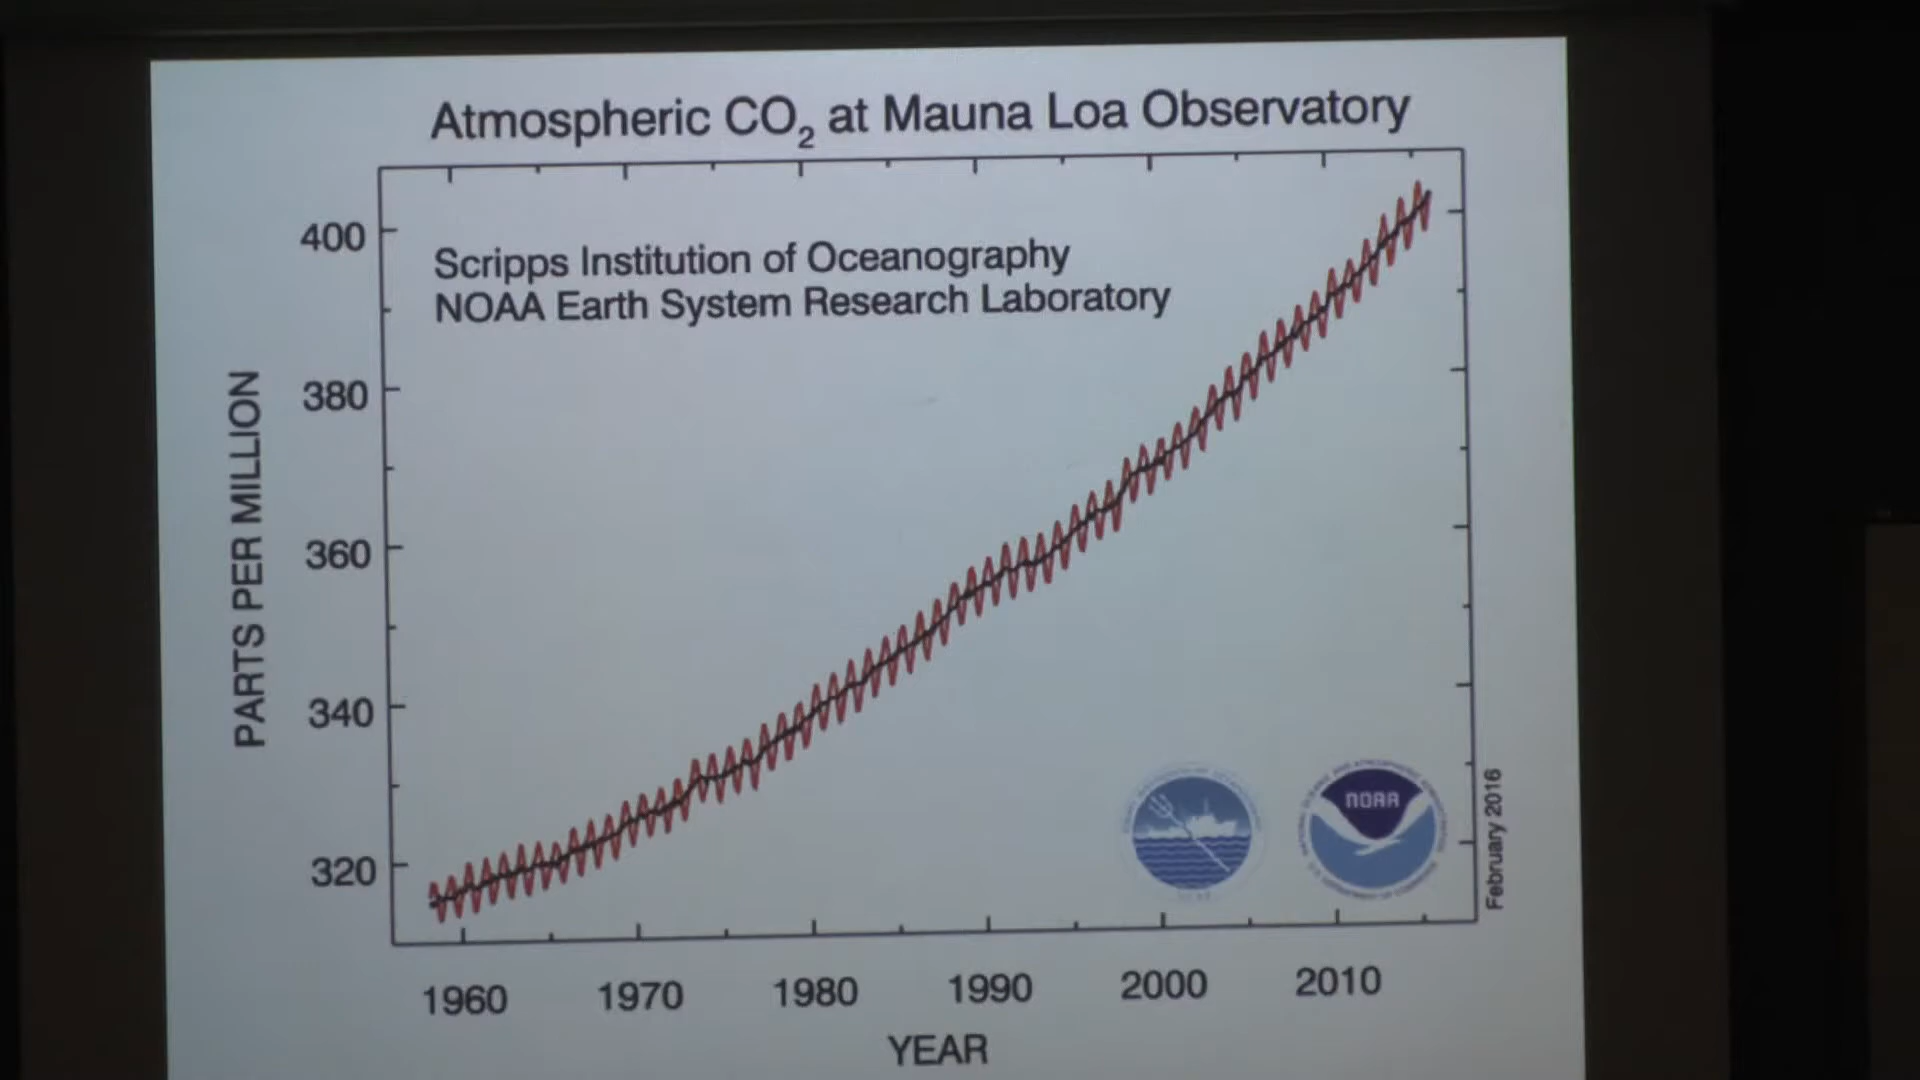 Atmospheric CO₂ at Mauna Loa Observatory
Scripps Institution of Oceanography
NOAA Earth System Research Laboratory
PARTS PER MILLION
400
380
360
340
320
1960 1970 1980 1990 2000 2010
YEAR
NOAA
February 2016